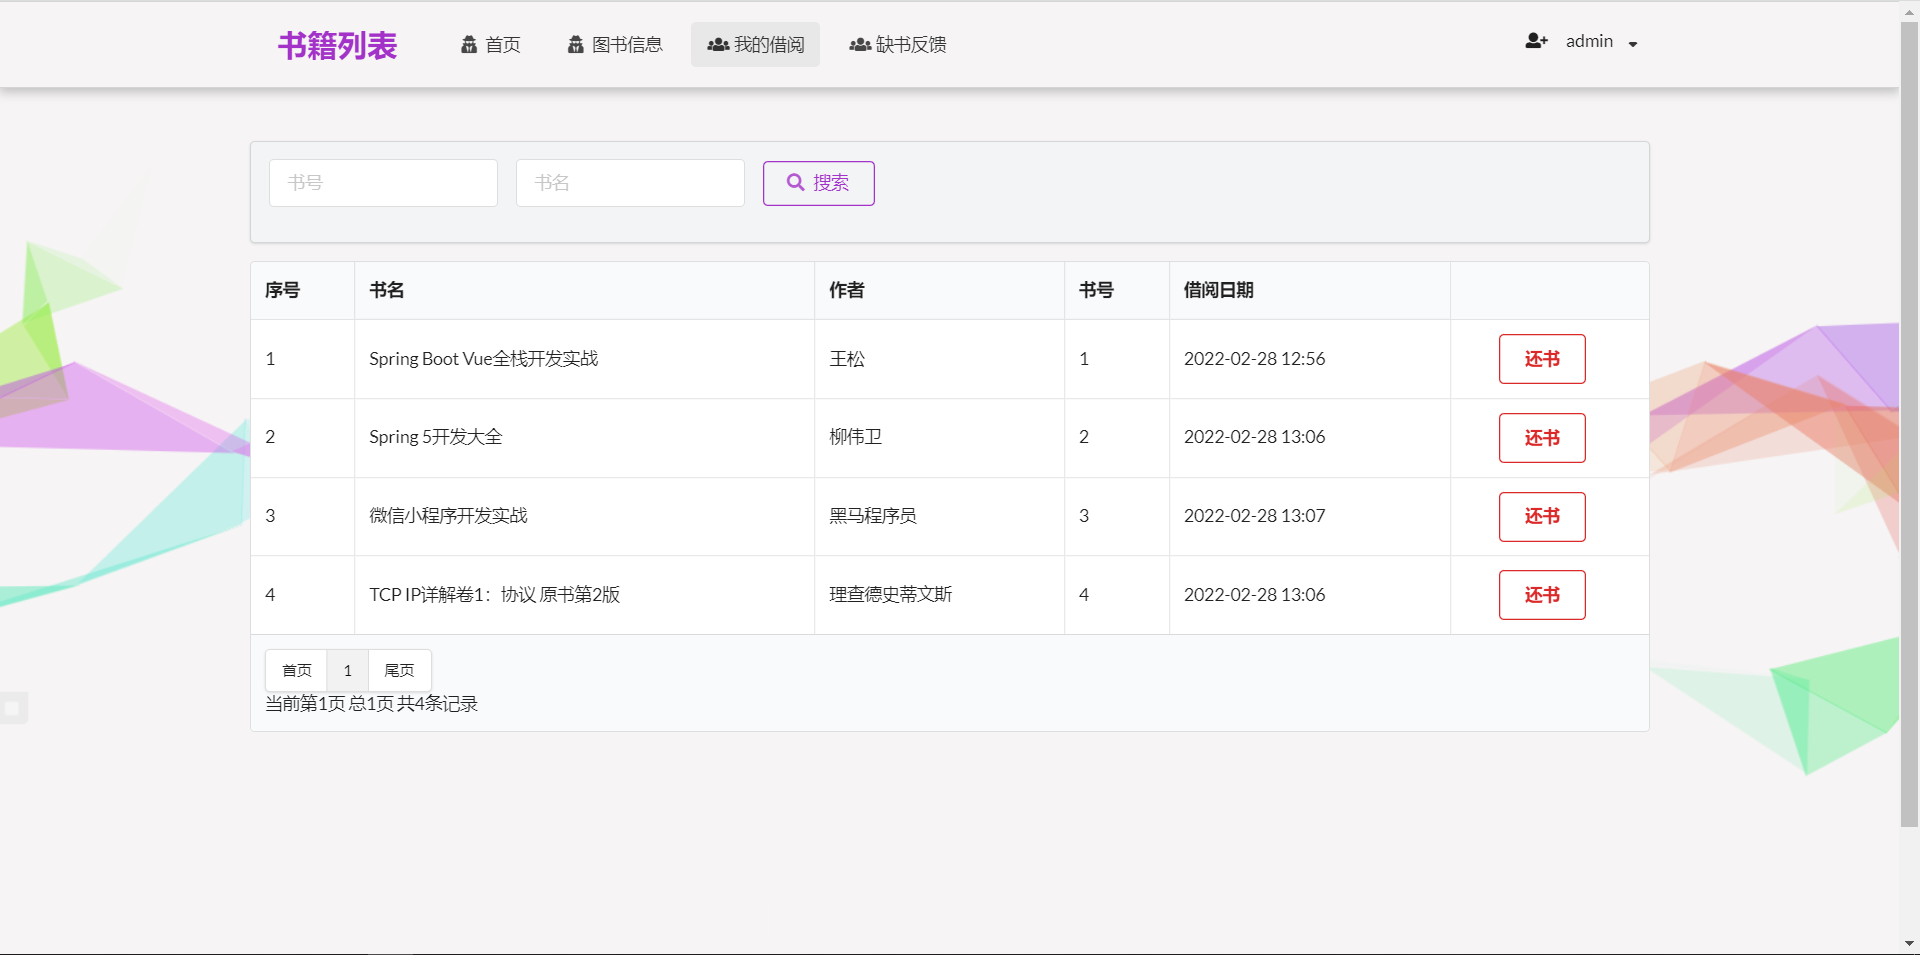 书籍列表 首页 图书信息 我的借阅 缺书反馈 admin
书号 书名 搜索
序号 书名 作者 书号 借阅日期
1 Spring Boot Vue全栈开发实战 王松 1 2022-02-28 12:56 还书
2 Spring 5开发大全 柳伟卫 2 2022-02-28 13:06 还书
3 微信小程序开发实战 黑马程序员 3 2022-02-28 13:07 还书
4 TCP IP详解卷1：协议 原书第2版 理查德史蒂文斯 4 2022-02-28 13:06 还书
首页 1 尾页
当前第1页 总1页 共4条记录